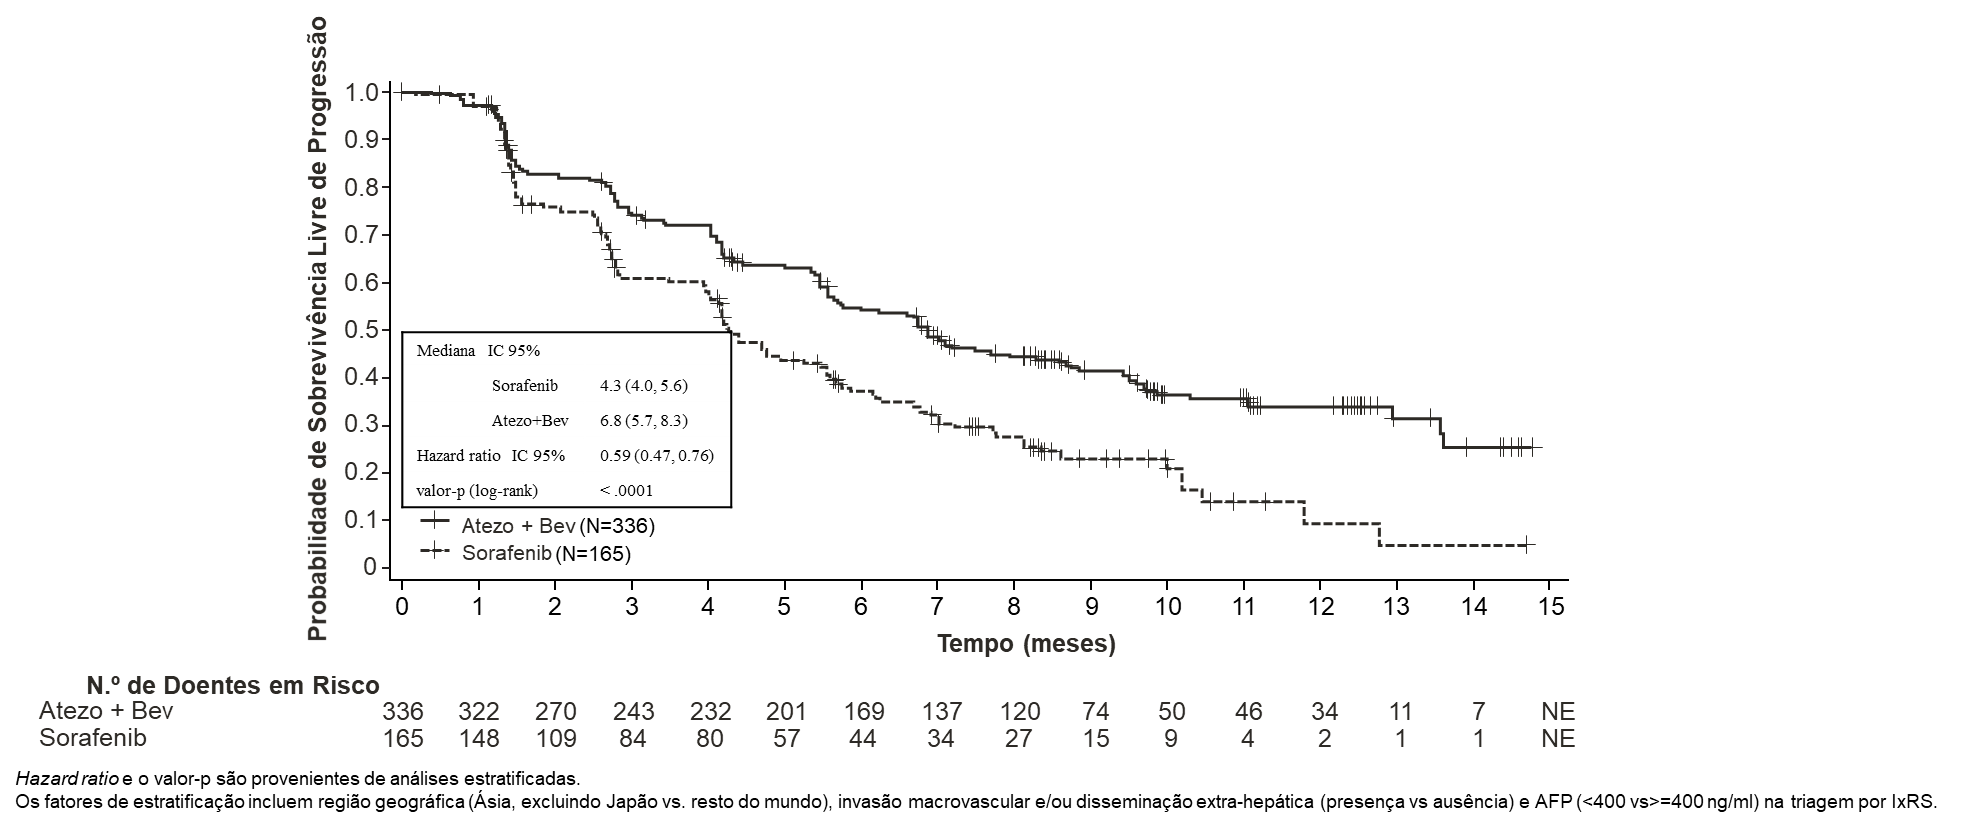 Probabilidade de Sobrevivência Livre de Progressão
1.0
0.9
0.8
0.7
0.6
0.5
0.4
0.3
0.2
0.1
0
Mediana IC 95%
Sorafenib 4.3 (4.0, 5.6)
Atezo+Bev 6.8 (5.7, 8.3)
Hazard ratio IC 95% 0.59 (0.47, 0.76)
valor-p (log-rank) < .0001
Atezo + Bev (N=336)
Sorafenib (N=165)
0 1 2 3 4 5 6 7 8 9 10 11 12 13 14 15
Tempo (meses)
N.º de Doentes em Risco
Atezo + Bev 336 322 270 243 232 201 169 137 120 74 50 46 34 11 7 NE
Sorafenib 165 148 109 84 80 57 44 34 27 15 9 4 2 1 1 NE
Hazard ratio e o valor-p são provenientes de análises estratificadas.
Os fatores de estratificação incluem região geográfica (Ásia, excluindo Japão vs. resto do mundo), invasão macrovascular e/ou disseminação extra-hepática (presença vs ausência) e AFP (<400 vs>=400 ng/ml) na triagem por IxRS.